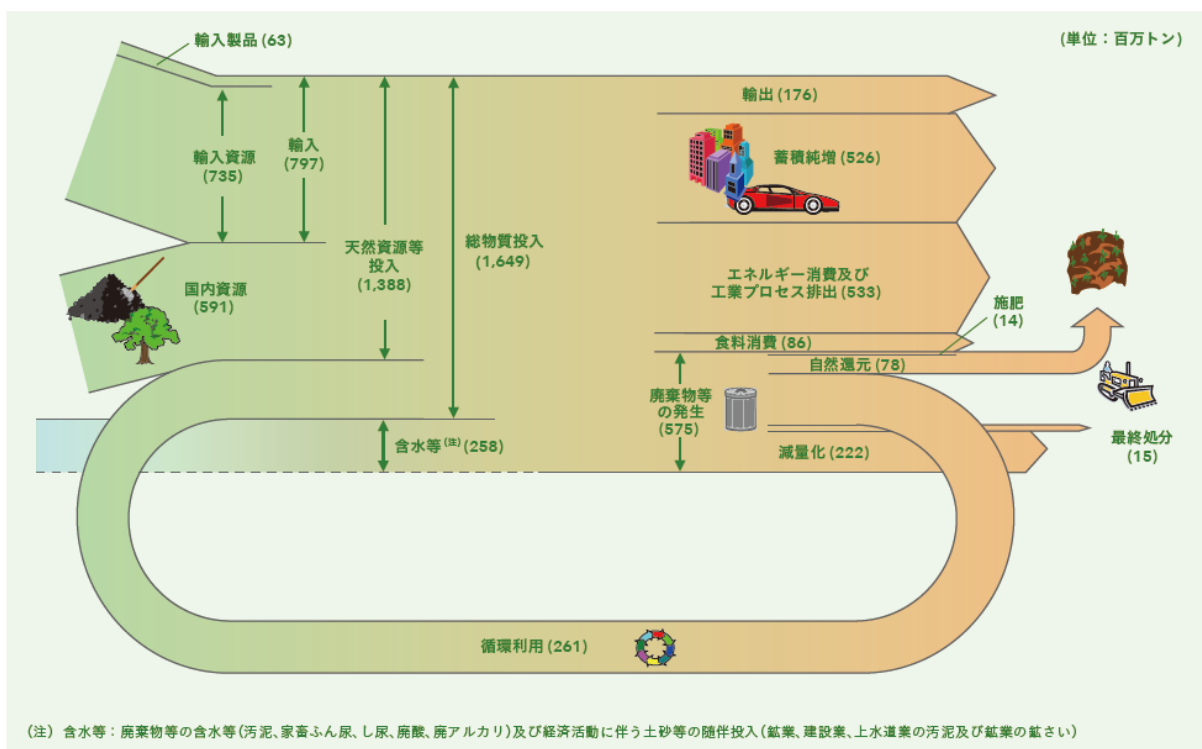 輸入製品(63)
(単位：百万トン)
輸出(176)
輸入資源
(735)
輸入
(797)
蓄積純増(526)
天然資源等
投入
(1,388)
総物質投入
(1,649)
国内資源
(591)
エネルギー消費及び
工業プロセス排出(533)
施肥
(14)
食料消費(86)
自然還元(78)
廃棄物等
の発生
(575)
含水等(注)(258)
減量化(222)
最終処分
(15)
循環利用(261)
(注) 含水等：廃棄物等の含水等(汚泥、家畜ふん尿、し尿、廃酸、廃アルカリ)及び経済活動に伴う土砂等の随伴投入(鉱業、建設業、上水道業の汚泥及び鉱業の鉱さい)